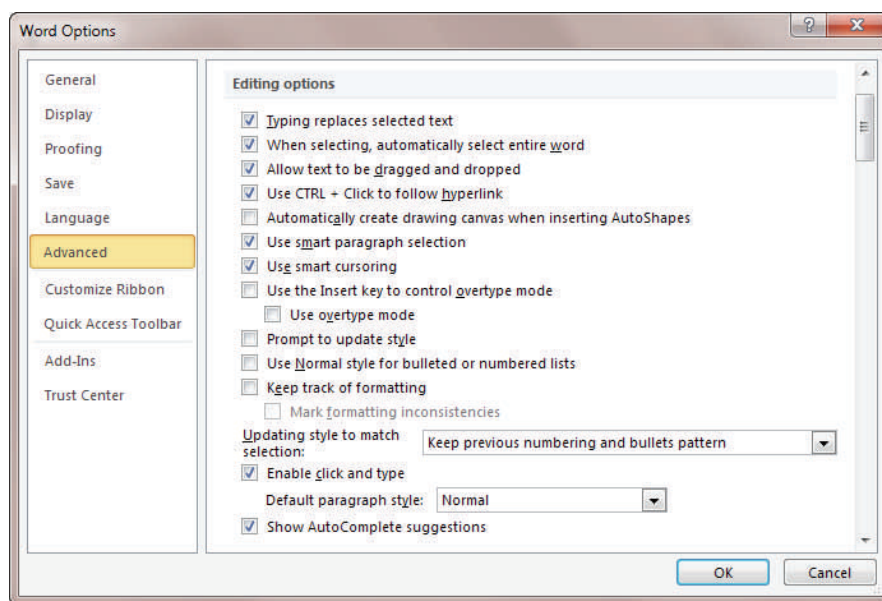 Word Options
General
Display
Proofing
Save
Language
Advanced
Customize Ribbon
Quick Access Toolbar
Add-Ins
Trust Center
Editing options
Typing replaces selected text
When selecting, automatically select entire word
Allow text to be dragged and dropped
Use CTRL + Click to follow hyperlink
Automatically create drawing canvas when inserting AutoShapes
Use smart paragraph selection
Use smart cursoring
Use the Insert key to control overtype mode
Use overtype mode
Prompt to update style
Use Normal style for bulleted or numbered lists
Keep track of formatting
Mark formatting inconsistencies
Updating style to match
selection:
Keep previous numbering and bullets pattern
Enable click and type
Default paragraph style: Normal
Show AutoComplete suggestions
OK Cancel